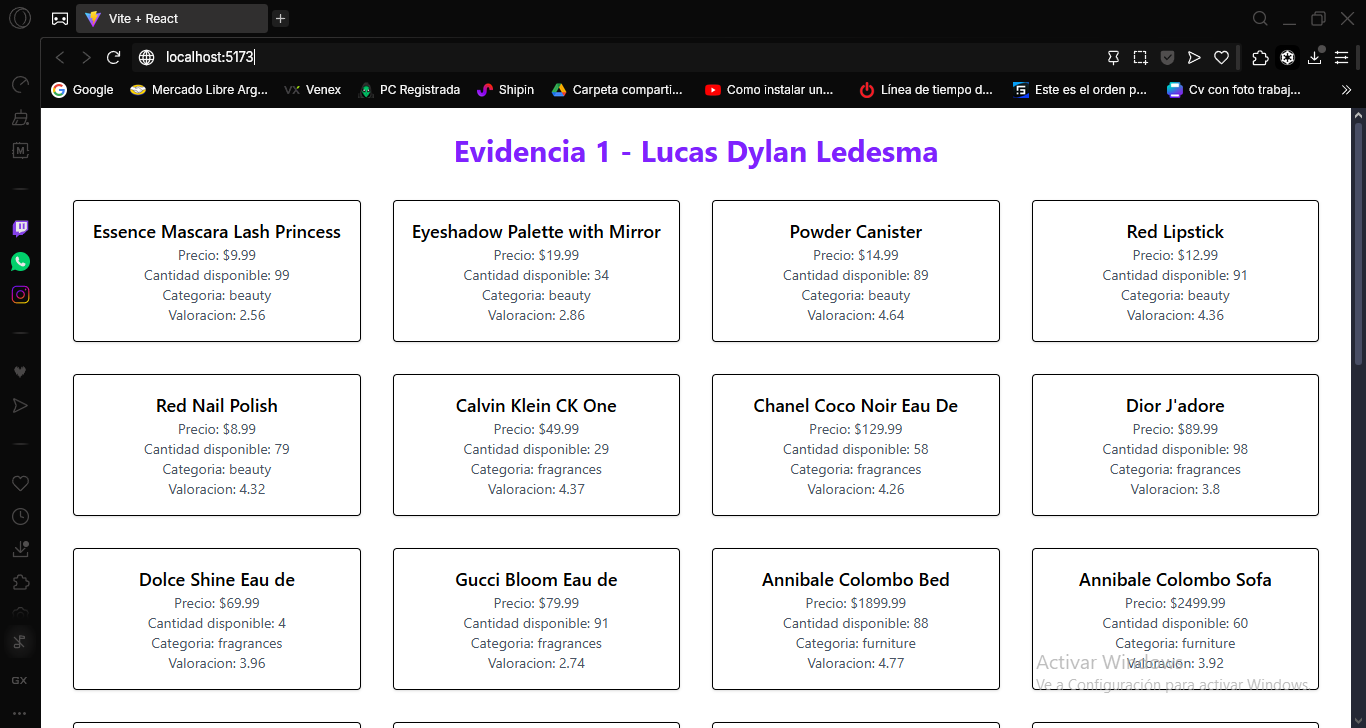 Vite + React
localhost:5173
Google
Mercado Libre Arg...
VX Venex
PC Registrada
Shipin
Carpeta comparti...
Como instalar un...
Línea de tiempo d...
Este es el orden p...
Cv con foto trabaj...
M
GX
Evidencia 1 - Lucas Dylan Ledesma
Essence Mascara Lash Princess
Precio: $9.99
Cantidad disponible: 99
Categoria: beauty
Valoracion: 2.56
Eyeshadow Palette with Mirror
Precio: $19.99
Cantidad disponible: 34
Categoria: beauty
Valoracion: 2.86
Powder Canister
Precio: $14.99
Cantidad disponible: 89
Categoria: beauty
Valoracion: 4.64
Red Lipstick
Precio: $12.99
Cantidad disponible: 91
Categoria: beauty
Valoracion: 4.36
Red Nail Polish
Precio: $8.99
Cantidad disponible: 79
Categoria: beauty
Valoracion: 4.32
Calvin Klein CK One
Precio: $49.99
Cantidad disponible: 29
Categoria: fragrances
Valoracion: 4.37
Chanel Coco Noir Eau De
Precio: $129.99
Cantidad disponible: 58
Categoria: fragrances
Valoracion: 4.26
Dior J'adore
Precio: $89.99
Cantidad disponible: 98
Categoria: fragrances
Valoracion: 3.8
Dolce Shine Eau de
Precio: $69.99
Cantidad disponible: 4
Categoria: fragrances
Valoracion: 3.96
Gucci Bloom Eau de
Precio: $79.99
Cantidad disponible: 91
Categoria: fragrances
Valoracion: 2.74
Annibale Colombo Bed
Precio: $1899.99
Cantidad disponible: 88
Categoria: furniture
Valoracion: 4.77
Annibale Colombo Sofa
Precio: $2499.99
Cantidad disponible: 60
Categoria: furniture
Valoracion: 3.92
Activar Windows
Ve a Configuración para activar Windows.